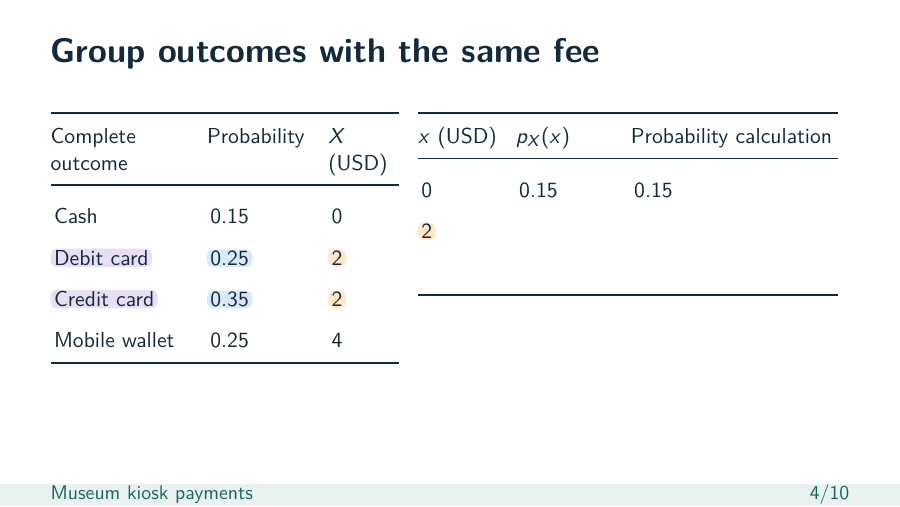 Group outcomes with the same fee
Complete outcome Probability X (USD)
Cash 0.15 0
Debit card 0.25 2
Credit card 0.35 2
Mobile wallet 0.25 4
x (USD) pX(x) Probability calculation
0 0.15 0.15
2
Museum kiosk payments 4/10